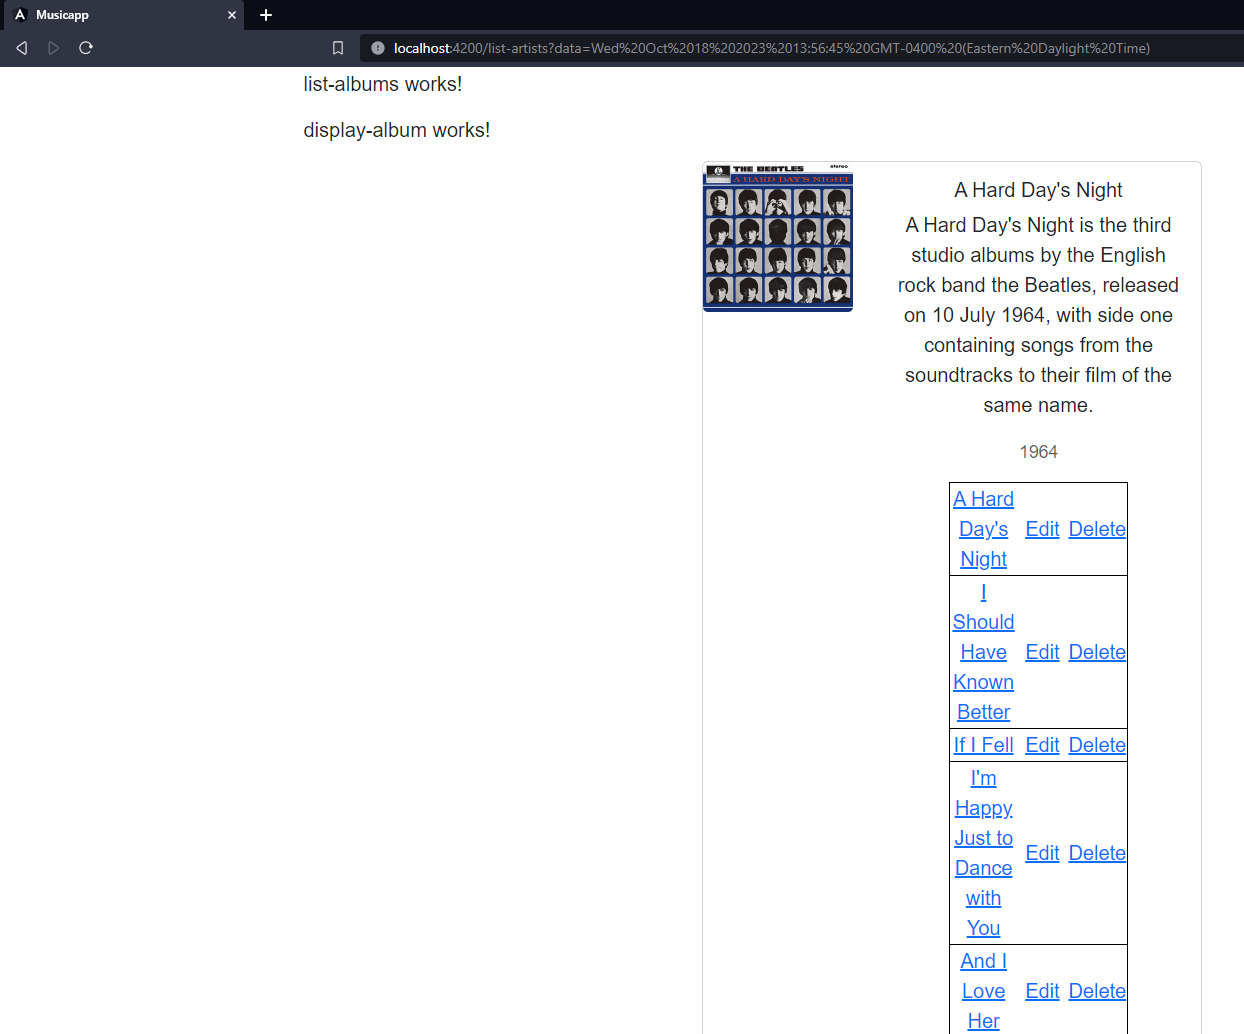 Musicapp
localhost:4200/list-artists?data=Wed%20Oct%2018%202023%2013:56:45%20GMT-0400%20(Eastern%20Daylight%20Time)
list-albums works!
display-album works!
THE BEATLES
stereo
A HARD DAY'S NIGHT
A Hard Day's Night
A Hard Day's Night is the third
studio albums by the English
rock band the Beatles, released
on 10 July 1964, with side one
containing songs from the
soundtracks to their film of the
same name.
1964
A Hard
Day's Edit Delete
Night
I
Should
Have Edit Delete
Known
Better
If I Fell Edit Delete
I'm
Happy
Just to
Dance Edit Delete
with
You
And I
Love Edit Delete
Her